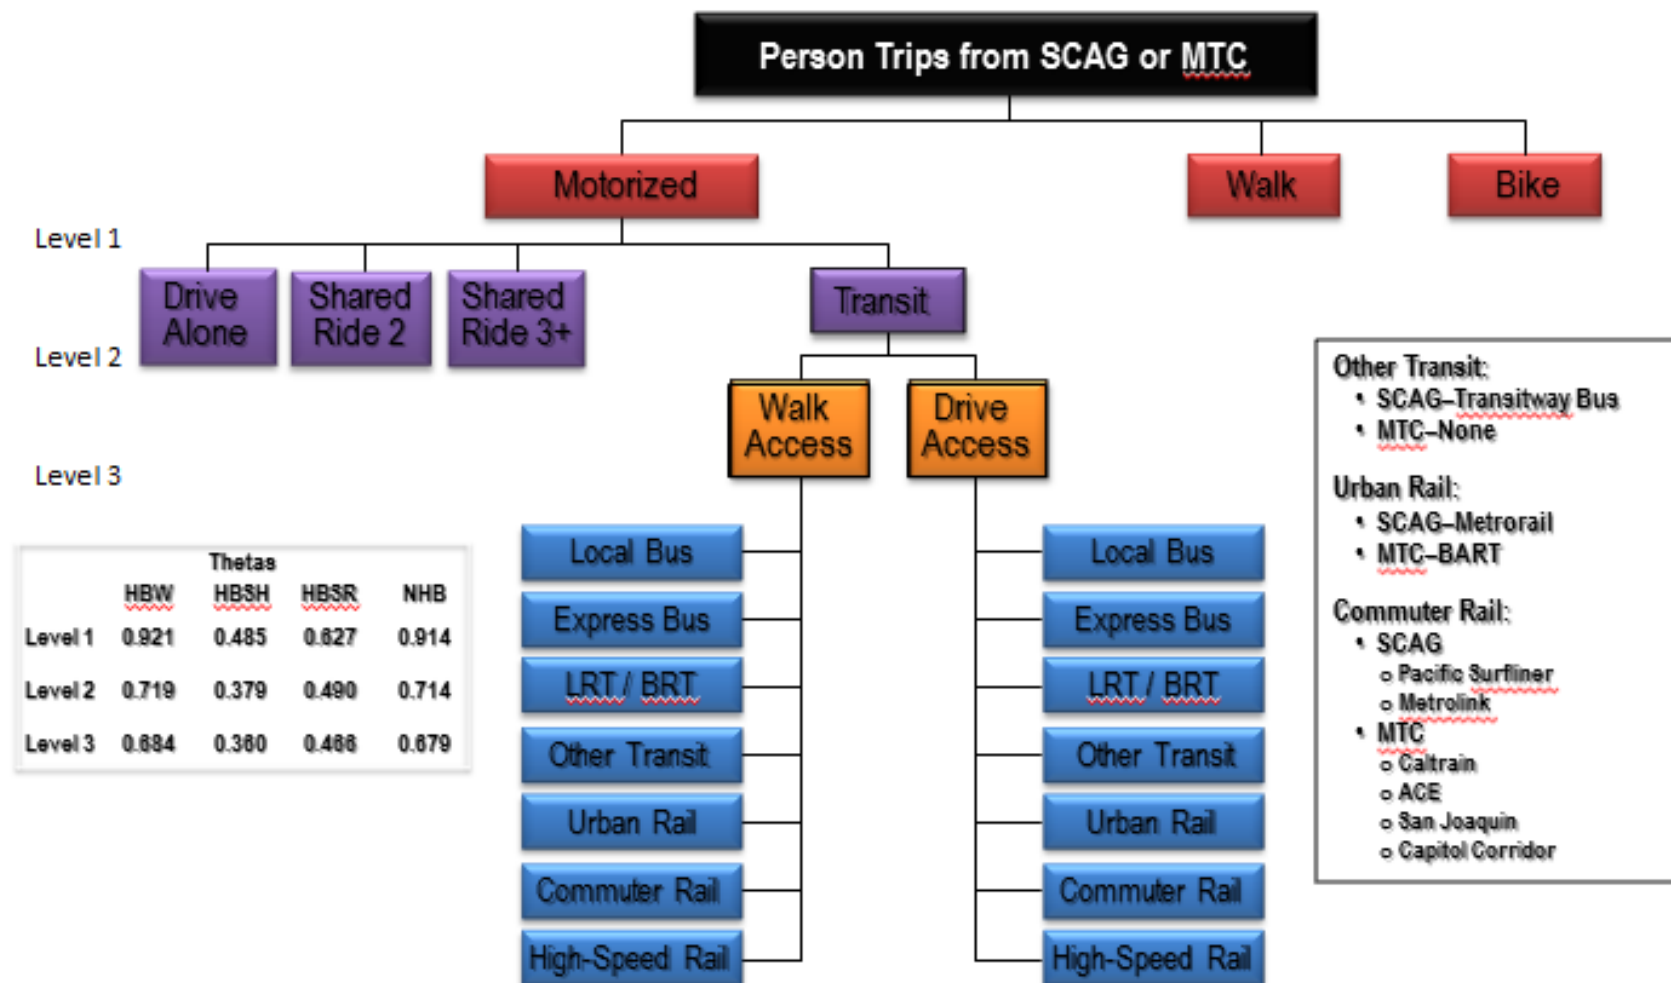 Person Trips from SCAG or MTC
Motorized
Walk
Bike
Level 1
Drive
Alone
Shared
Ride 2
Shared
Ride 3+
Transit
Level 2
Walk
Access
Drive
Access
Level 3
Thetas
HBW HBSH HBSR NHB
Level 1 0.921 0.485 0.627 0.914
Level 2 0.719 0.379 0.490 0.714
Level 3 0.684 0.360 0.466 0.679
Local Bus
Express Bus
LRT / BRT
Other Transit
Urban Rail
Commuter Rail
High-Speed Rail
Local Bus
Express Bus
LRT / BRT
Other Transit
Urban Rail
Commuter Rail
High-Speed Rail
Other Transit:
• SCAG–Transitway Bus
• MTC–None
Urban Rail:
• SCAG–Metrorail
• MTC–BART
Commuter Rail:
• SCAG
o Pacific Surfliner
o Metrolink
• MTC
o Caltrain
o ACE
o San Joaquin
o Capitol Corridor